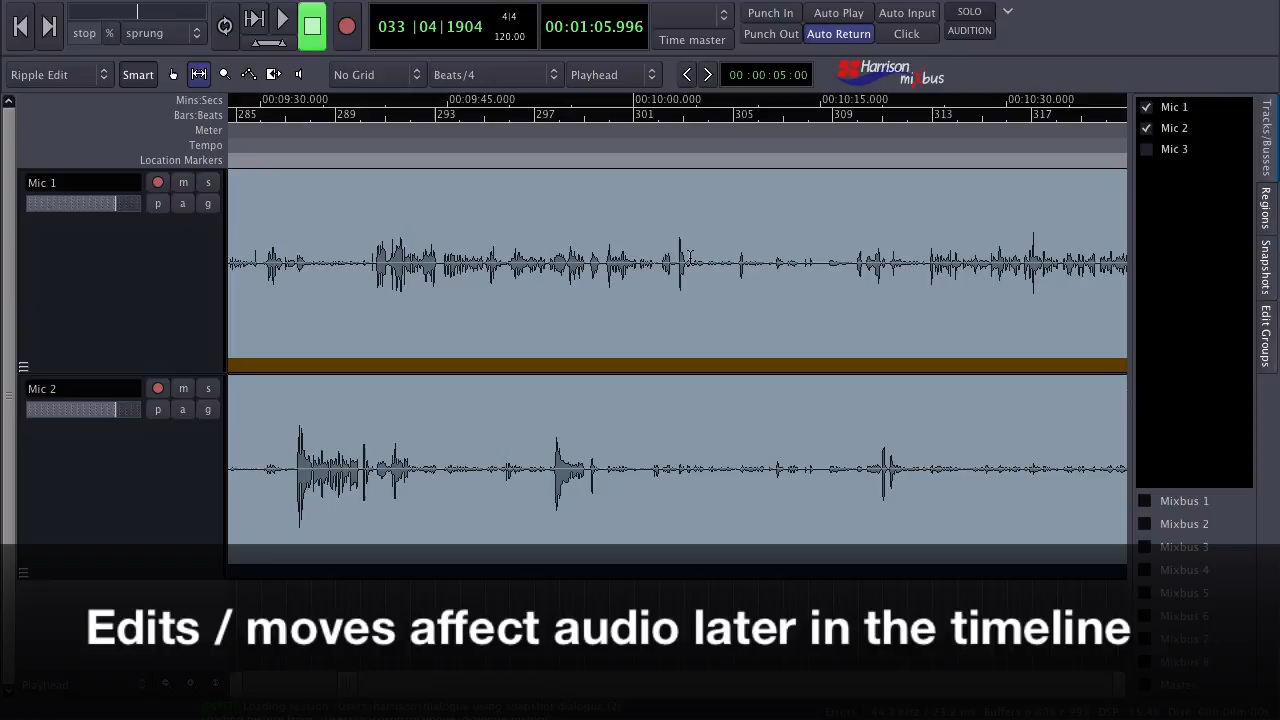 stop % sprung
033 |04|1904 4|4 120.00
00:01:05.996
Time master
Punch In Auto Play Auto Input
Punch Out Auto Return Click
SOLO
AUDITION
Ripple Edit Smart No Grid Beats/4 Playhead 00 :00 :05 :00
Harrison mixbus
Mins:Secs 00:09:30.000 00:09:45.000 00:10:00.000 00:10:15.000 00:10:30.000
Bars:Beats 285 289 293 297 301 305 309 313 317
Meter
Tempo
Location Markers
Mic 1 m s
p a g
Mic 2 m s
p a g
Mic 1
Mic 2
Mic 3
Tracks/Busses
Regions
Snapshots
Edit Groups
Mixbus 1
Mixbus 2
Mixbus 3
Mixbus 4
Mixbus 5
Mixbus 6
Mixbus 7
Mixbus 8
Master
Edits / moves affect audio later in the timeline
Playhead